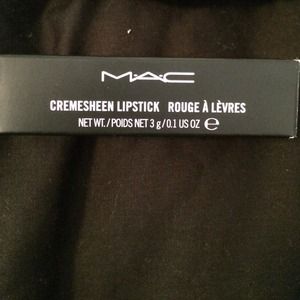 M·A·C
CREMESHEEN LIPSTICK ROUGE À LÈVRES
NET WT./POIDS NET 3 g/0.1 US OZ ℮